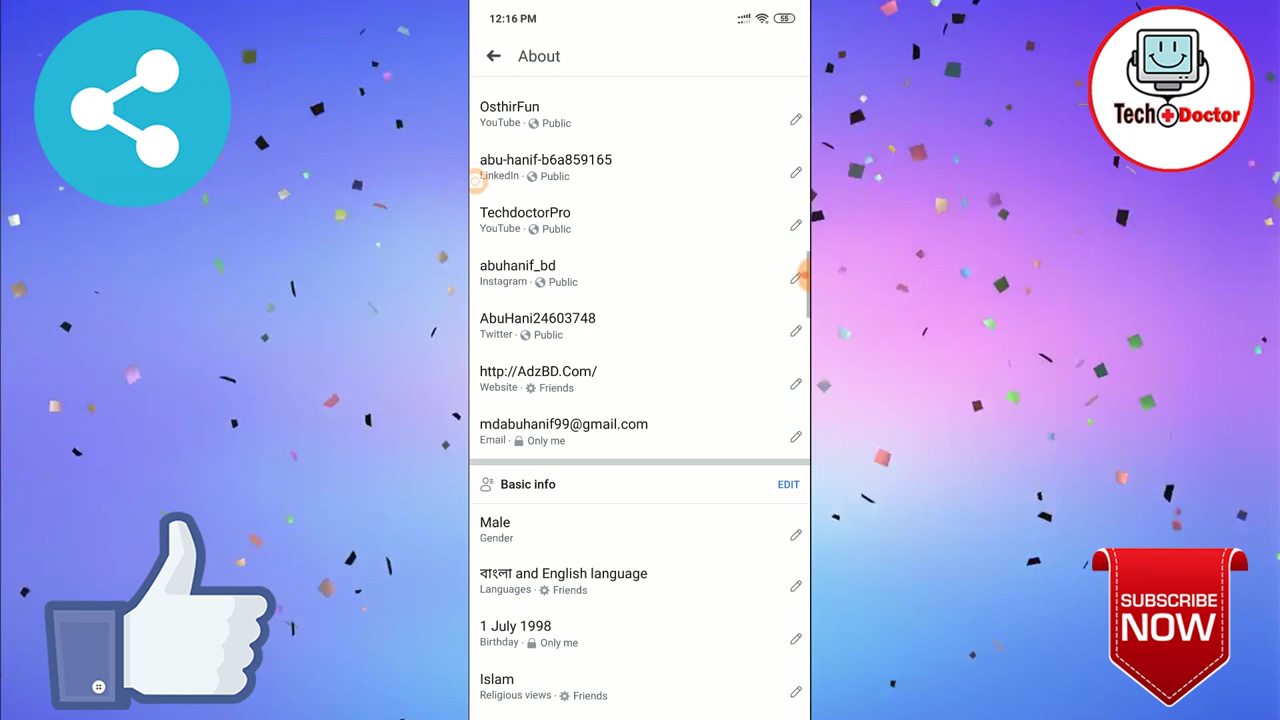 12:16 PM
55
About
OsthirFun
YouTube · Public
abu-hanif-b6a859165
LinkedIn · Public
TechdoctorPro
YouTube · Public
abuhanif_bd
Instagram · Public
AbuHani24603748
Twitter · Public
http://AdzBD.Com/
Website · Friends
mdabuhanif99@gmail.com
Email · Only me
Basic info
EDIT
Male
Gender
বাংলা and English language
Languages · Friends
1 July 1998
Birthday · Only me
Islam
Religious views · Friends
Tech Doctor
SUBSCRIBE
NOW